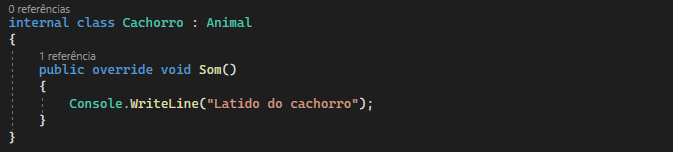 0 referências
internal class Cachorro : Animal
{
1 referência
public override void Som()
{
Console.WriteLine("Latido do cachorro");
}
}